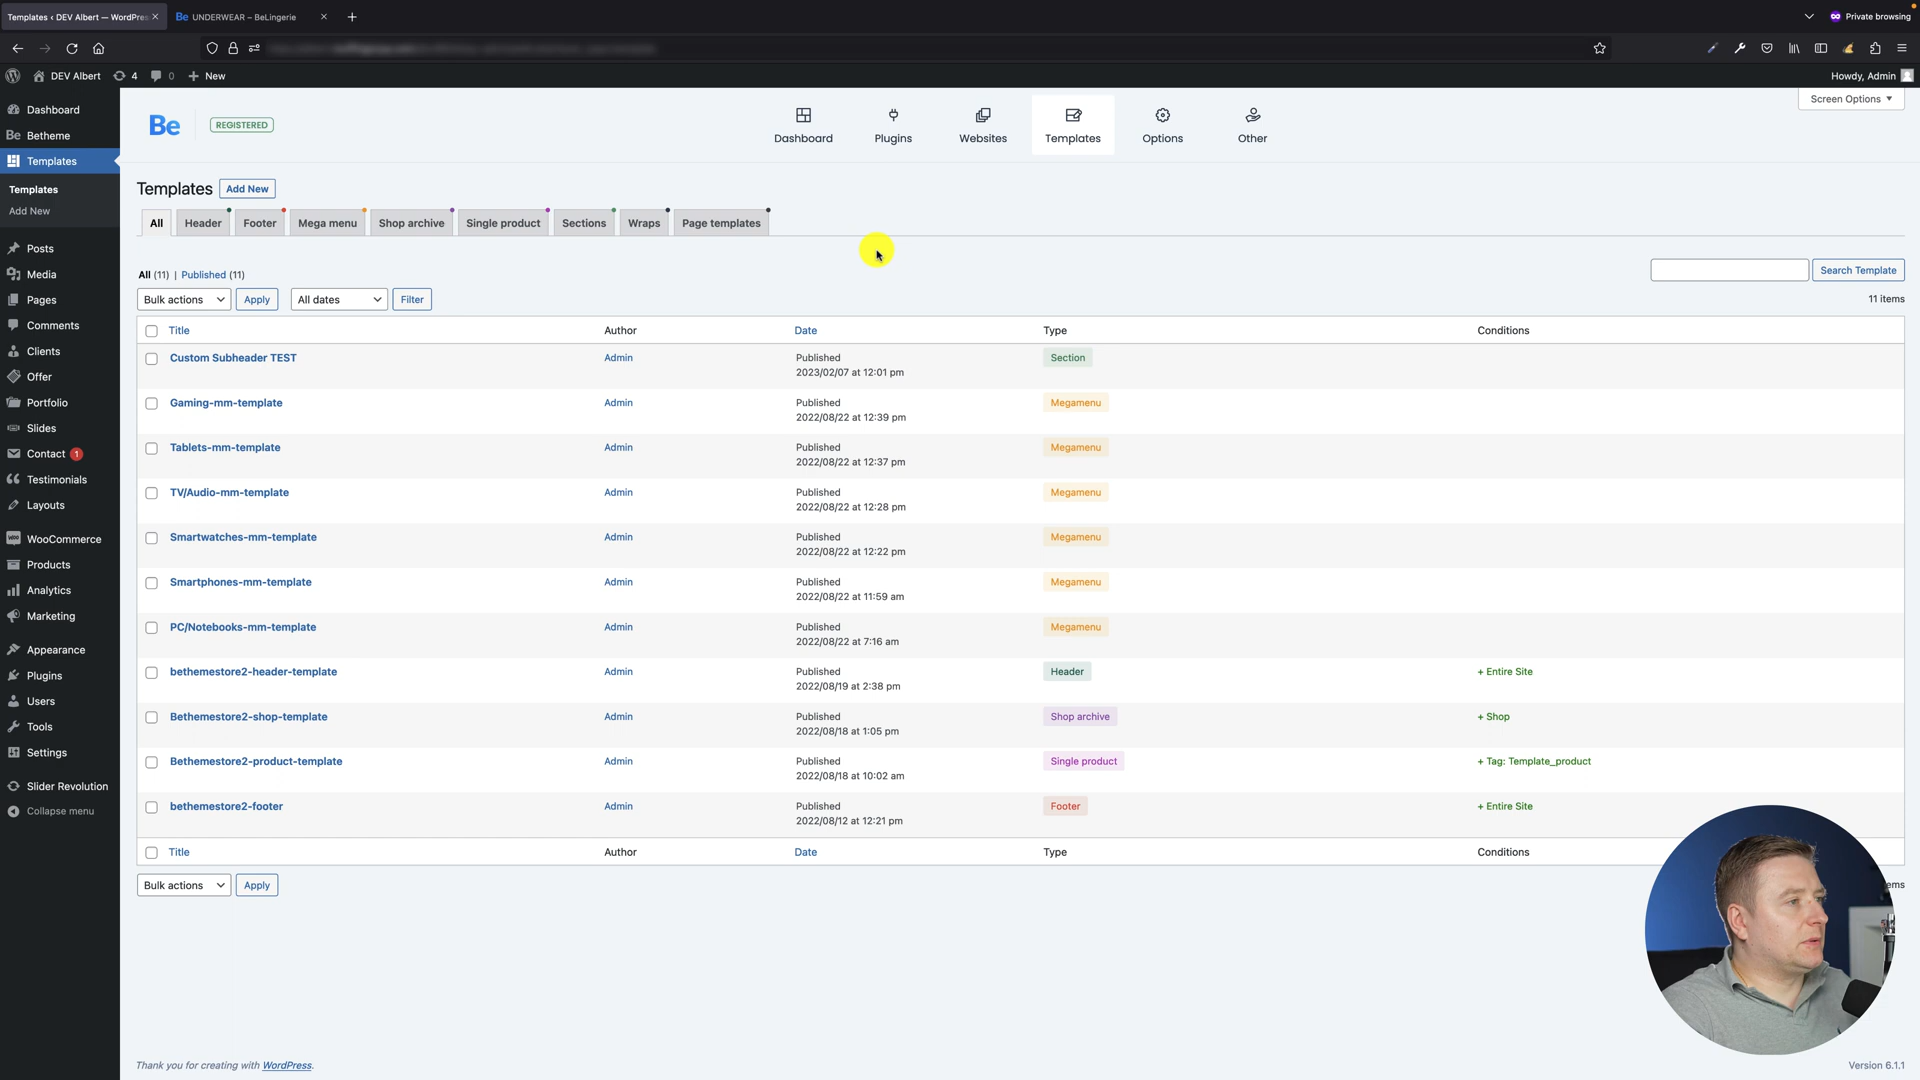 Templates ‹ DEV Albert — WordPres
Be UNDERWEAR – BeLingerie
Private browsing
DEV Albert 4 0 + New
Howdy, Admin
Dashboard
Be Betheme
Templates
Templates
Add New
Posts
Media
Pages
Comments
Clients
Offer
Portfolio
Slides
Contact 1
Testimonials
Layouts
WooCommerce
Products
Analytics
Marketing
Appearance
Plugins
Users
Tools
Settings
Slider Revolution
Collapse menu
Be REGISTERED
Dashboard Plugins Websites Templates Options Other
Screen Options
Templates Add New
All Header Footer Mega menu Shop archive Single product Sections Wraps Page templates
All (11) | Published (11)
Search Template
Bulk actions Apply All dates Filter
11 items
Title Author Date Type Conditions
Custom Subheader TEST Admin Published Section
2023/02/07 at 12:01 pm
Gaming-mm-template Admin Published Megamenu
2022/08/22 at 12:39 pm
Tablets-mm-template Admin Published Megamenu
2022/08/22 at 12:37 pm
TV/Audio-mm-template Admin Published Megamenu
2022/08/22 at 12:28 pm
Smartwatches-mm-template Admin Published Megamenu
2022/08/22 at 12:22 pm
Smartphones-mm-template Admin Published Megamenu
2022/08/22 at 11:59 am
PC/Notebooks-mm-template Admin Published Megamenu
2022/08/22 at 7:16 am
bethemestore2-header-template Admin Published Header + Entire Site
2022/08/19 at 2:38 pm
Bethemestore2-shop-template Admin Published Shop archive + Shop
2022/08/18 at 1:05 pm
Bethemestore2-product-template Admin Published Single product + Tag: Template_product
2022/08/18 at 10:02 am
bethemestore2-footer Admin Published Footer + Entire Site
2022/08/12 at 12:21 pm
Title Author Date Type Conditions
Bulk actions Apply
ems
Thank you for creating with WordPress.
Version 6.1.1